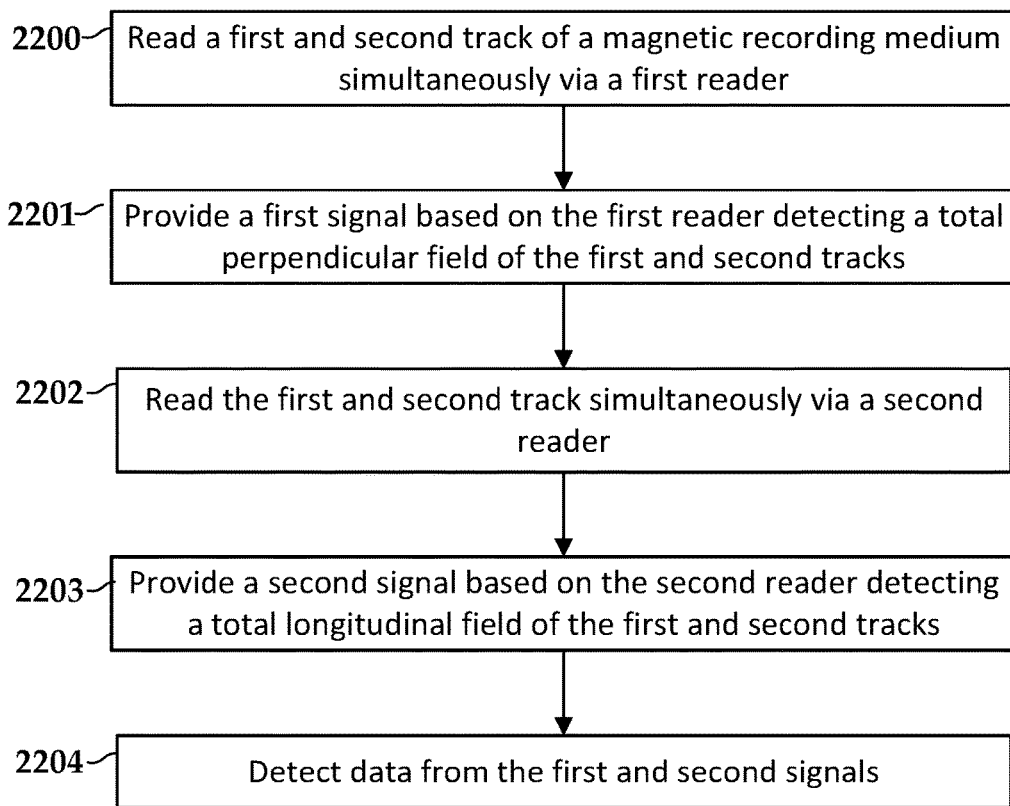 2200
Read a first and second track of a magnetic recording medium
simultaneously via a first reader
2201
Provide a first signal based on the first reader detecting a total
perpendicular field of the first and second tracks
2202
Read the first and second track simultaneously via a second
reader
2203
Provide a second signal based on the second reader detecting
a total longitudinal field of the first and second tracks
2204
Detect data from the first and second signals